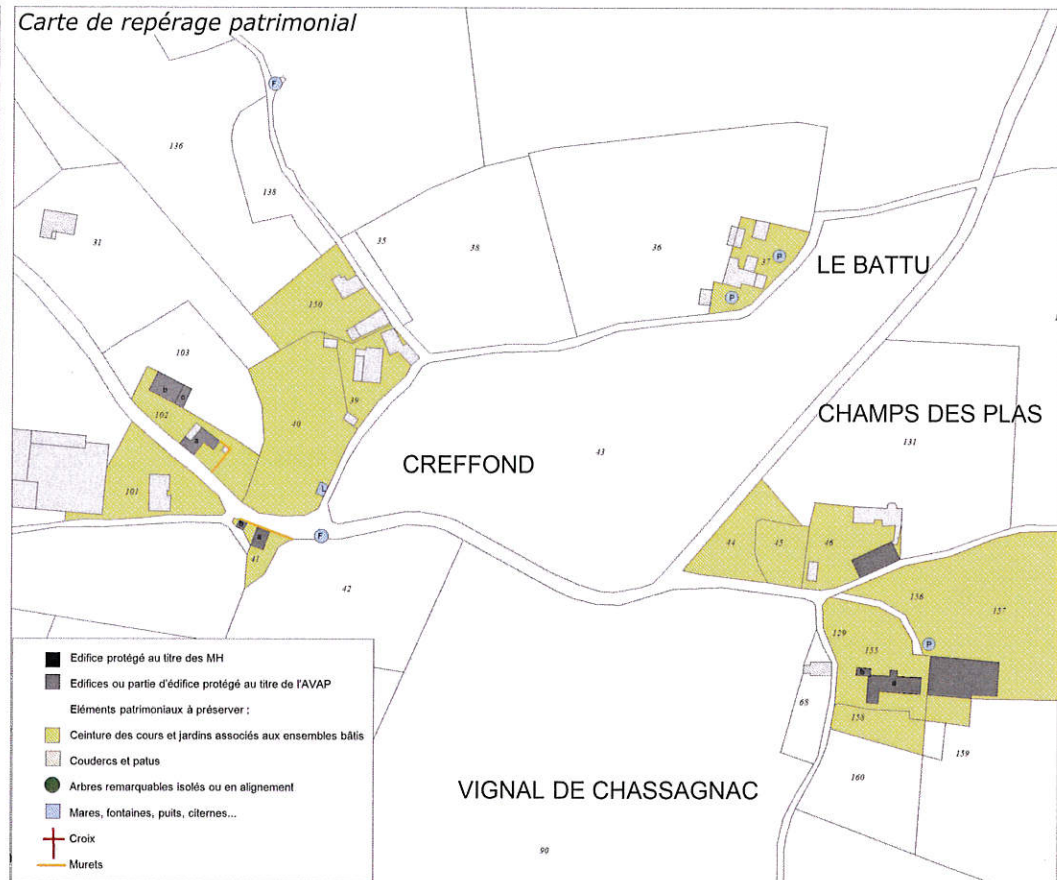 Carte de repérage patrimonial
F
136
138
31
35
38
36
37
P
P
LE BATTU
150
103
102
b
c
a
39
40
CREFFOND
43
CHAMPS DES PLAS
131
101
L
b
a
F
41
42
44
45
46
156
157
129
155
P
b
a
68
158
159
160
VIGNAL DE CHASSAGNAC
90
Edifice protégé au titre des MH
Edifices ou partie d'édifice protégé au titre de l'AVAP
Eléments patrimoniaux à préserver :
Ceinture des cours et jardins associés aux ensembles bâtis
Coudercs et patus
Arbres remarquables isolés ou en alignement
Mares, fontaines, puits, citernes...
Croix
Murets